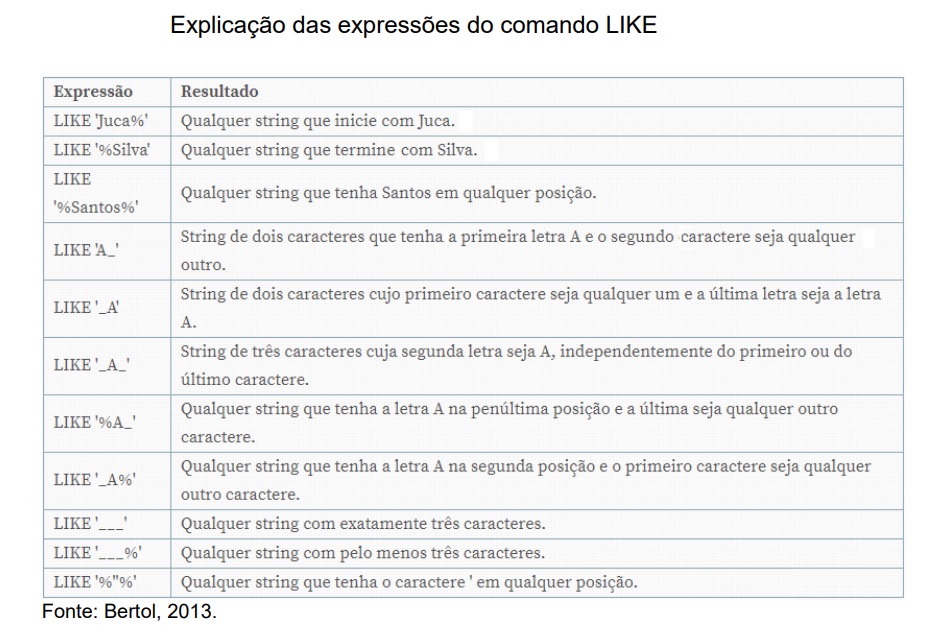 Explicação das expressões do comando LIKE
Expressão Resultado
LIKE 'Juca%' Qualquer string que inicie com Juca.
LIKE '%Silva' Qualquer string que termine com Silva.
LIKE
'%Santos%'
Qualquer string que tenha Santos em qualquer posição.
LIKE 'A_'
String de dois caracteres que tenha a primeira letra A e o segundo caractere seja qualquer
outro.
LIKE '_A'
String de dois caracteres cujo primeiro caractere seja qualquer um e a última letra seja a letra
A.
LIKE '_A_'
String de três caracteres cuja segunda letra seja A, independentemente do primeiro ou do
último caractere.
LIKE '%A_'
Qualquer string que tenha a letra A na penúltima posição e a última seja qualquer outro
caractere.
LIKE '_A%'
Qualquer string que tenha a letra A na segunda posição e o primeiro caractere seja qualquer
outro caractere.
LIKE '___' Qualquer string com exatamente três caracteres.
LIKE '___%' Qualquer string com pelo menos três caracteres.
LIKE '%''%' Qualquer string que tenha o caractere ' em qualquer posição.
Fonte: Bertol, 2013.